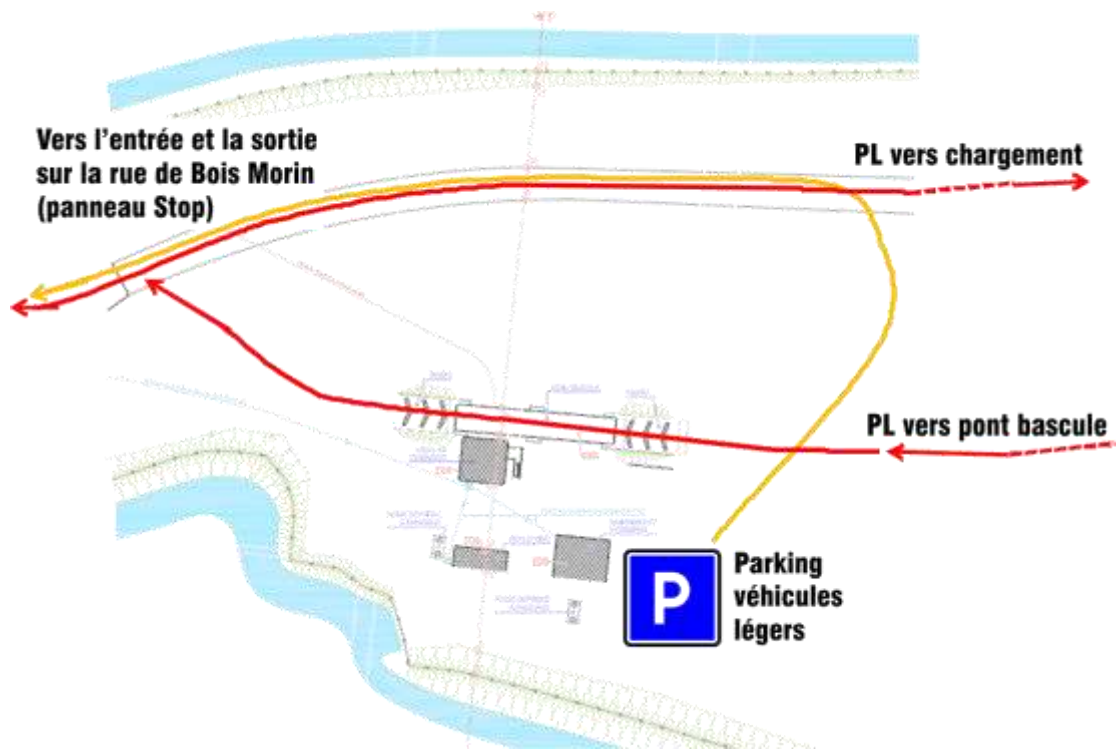 Vers l'entrée et la sortie
sur la rue de Bois Morin
(panneau Stop)
PL vers chargement
PL vers pont bascule
P
Parking
véhicules
légers